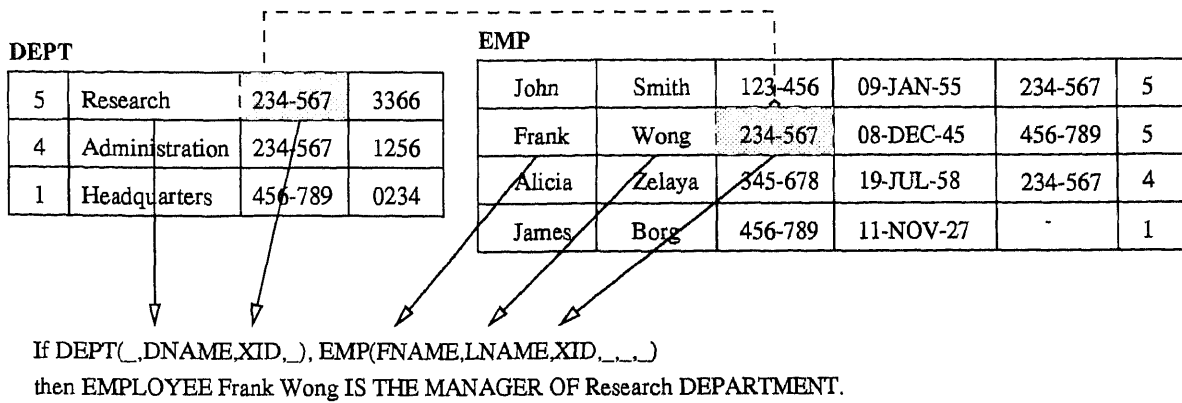 DEPT
5 Research 234-567 3366
4 Administration 234-567 1256
1 Headquarters 456-789 0234
EMP
John Smith 123-456 09-JAN-55 234-567 5
Frank Wong 234-567 08-DEC-45 456-789 5
Alicia Zelaya 345-678 19-JUL-58 234-567 4
James Borg 456-789 11-NOV-27 - 1
If DEPT(_,DNAME,XID,_), EMP(FNAME,LNAME,XID,_,_,_)
then EMPLOYEE Frank Wong IS THE MANAGER OF Research DEPARTMENT.